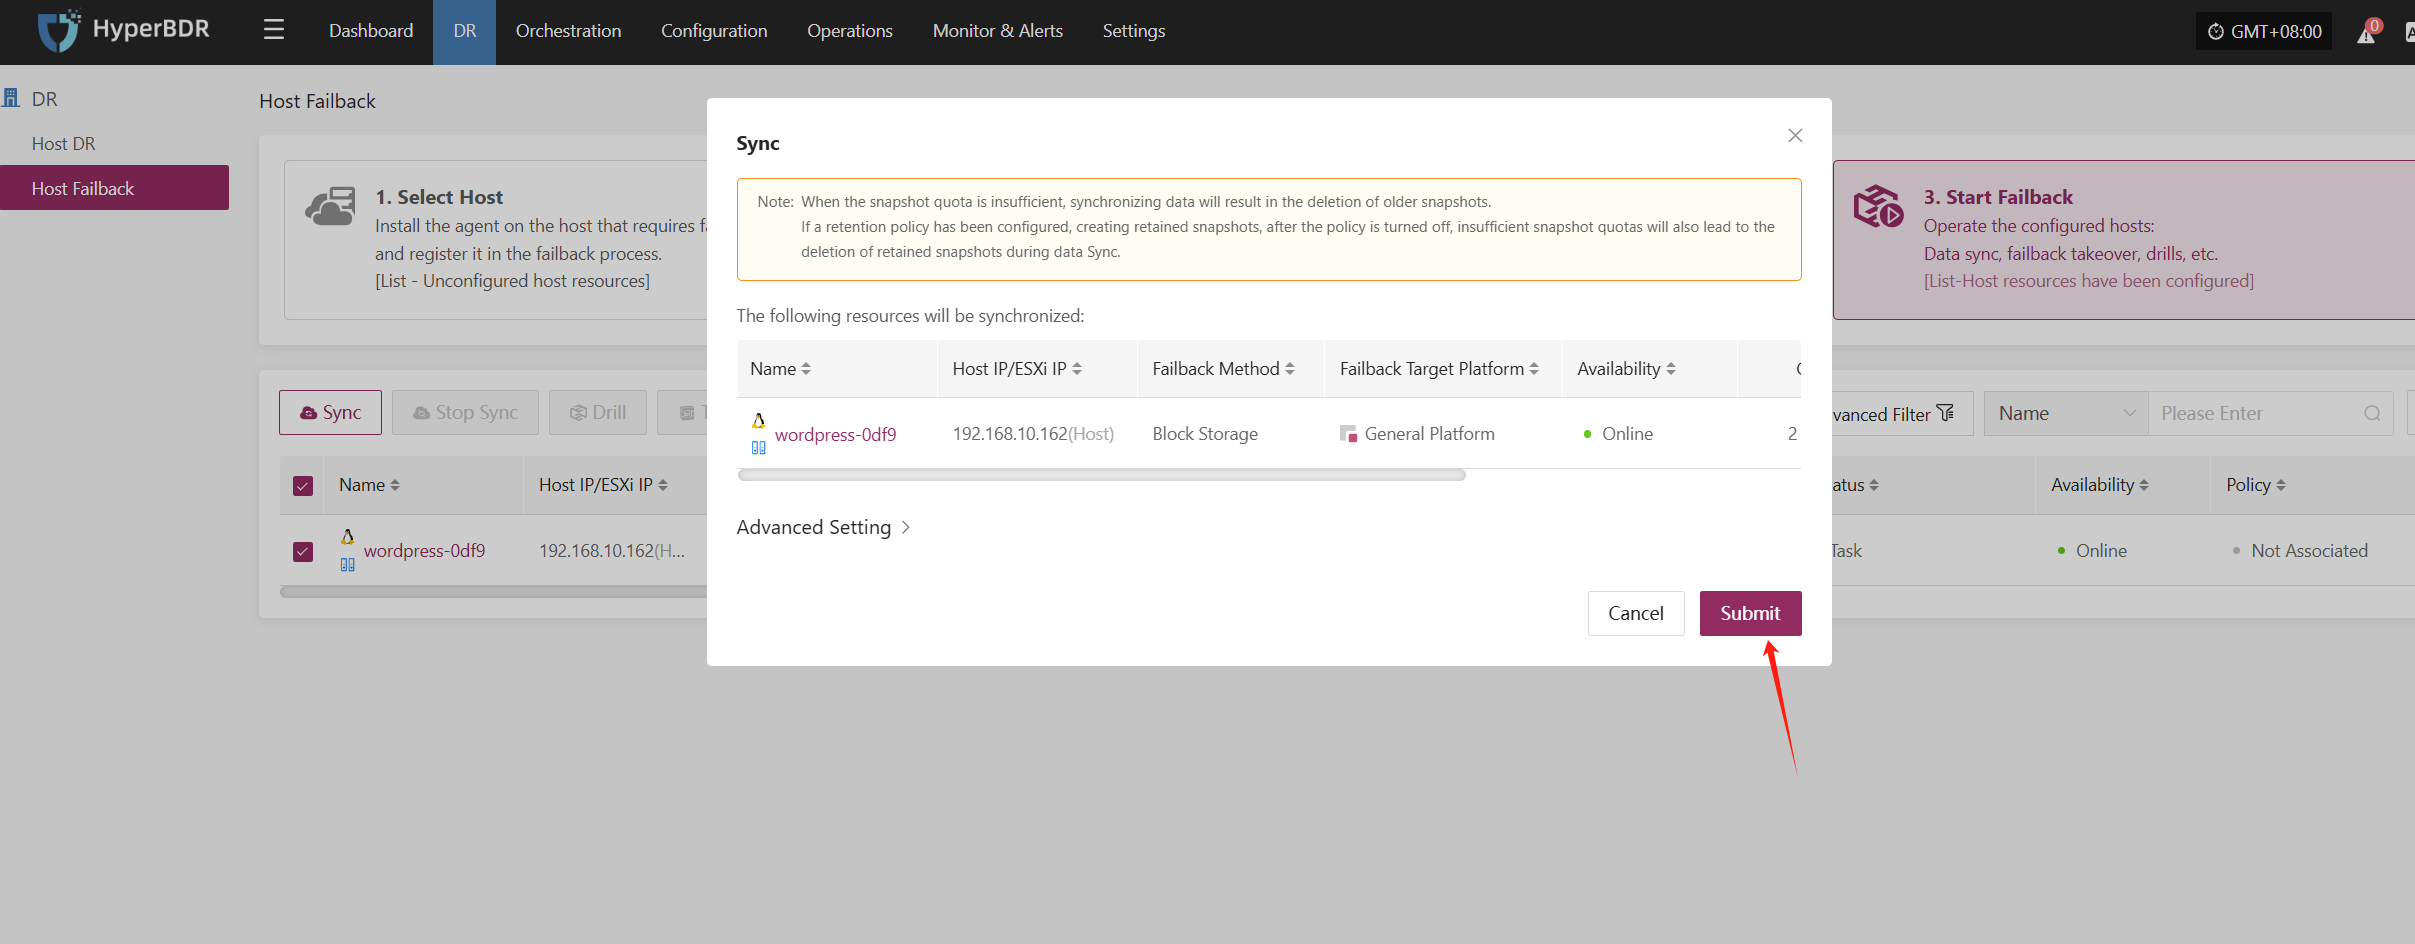 HyperBDR
Dashboard
DR
Orchestration
Configuration
Operations
Monitor & Alerts
Settings
GMT+08:00
0
DR
Host DR
Host Failback
Host Failback
1. Select Host
Install the agent on the host that requires
and register it in the failback process.
[List - Unconfigured host resources]
3. Start Failback
Operate the configured hosts:
Data sync, failback takeover, drills, etc.
[List-Host resources have been configured]
Sync
Stop Sync
Drill
Advanced Filter
Name
Please Enter
Name
Host IP/ESXi IP
Availability
Policy
wordpress-0df9
192.168.10.162(H...
Task
Online
Not Associated
Sync
Note: When the snapshot quota is insufficient, synchronizing data will result in the deletion of older snapshots.
If a retention policy has been configured, creating retained snapshots, after the policy is turned off, insufficient snapshot quotas will also lead to the
deletion of retained snapshots during data Sync.
The following resources will be synchronized:
Name
Host IP/ESXi IP
Failback Method
Failback Target Platform
Availability
wordpress-0df9
192.168.10.162(Host)
Block Storage
General Platform
Online
2
Advanced Setting
Cancel
Submit